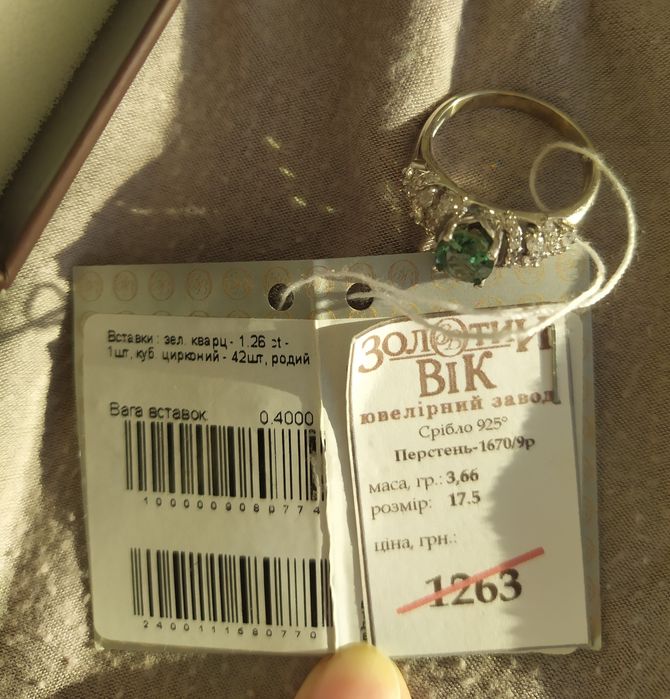 Вставки: зел. кварц - 1.26 ct -
1шт, куб. цирконий - 42шт, родий
Вага вставок: 0.4000
1000009080774
2400111680770
ЗОЛОТИЙ
ВІК
ювелірний завод
Срібло 925°
Перстень-1670/9р
маса, гр.: 3,66
розмір: 17.5
ціна, грн.:
1263